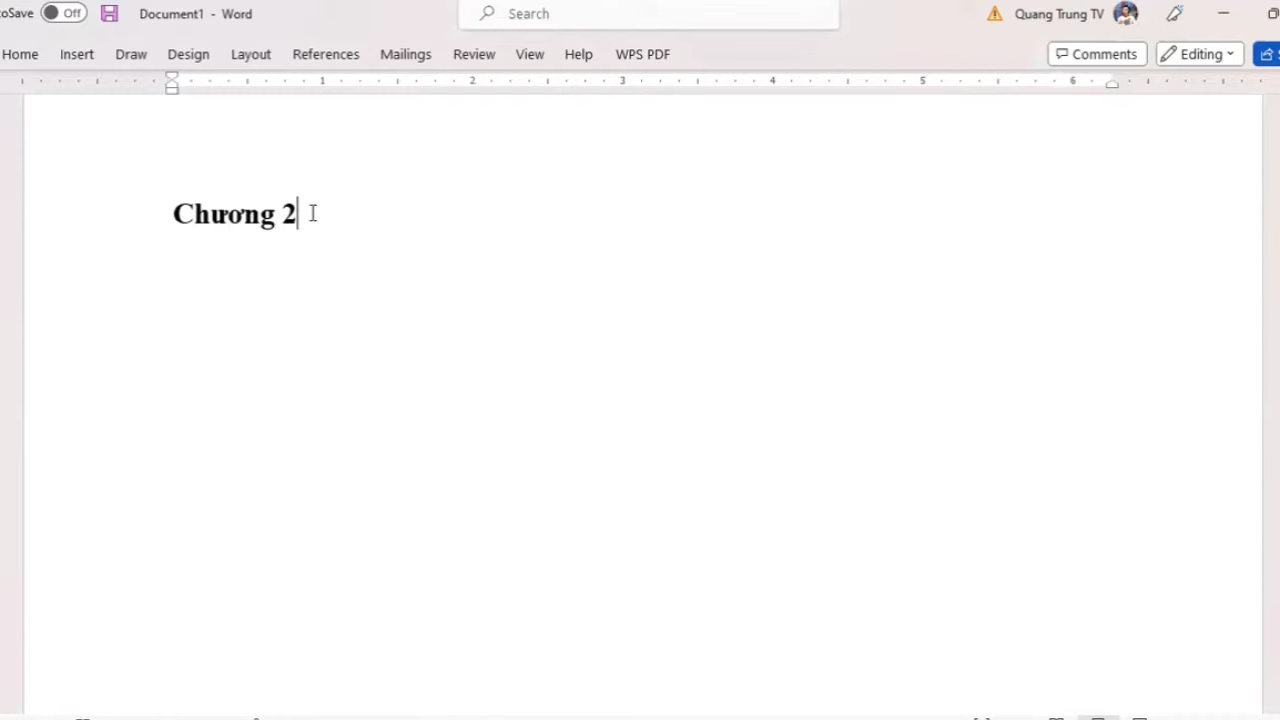 oSave Off Document1 - Word Search Quang Trung TV
Home Insert Draw Design Layout References Mailings Review View Help WPS PDF Comments Editing
1 2 3 4 5 6
Chương 2